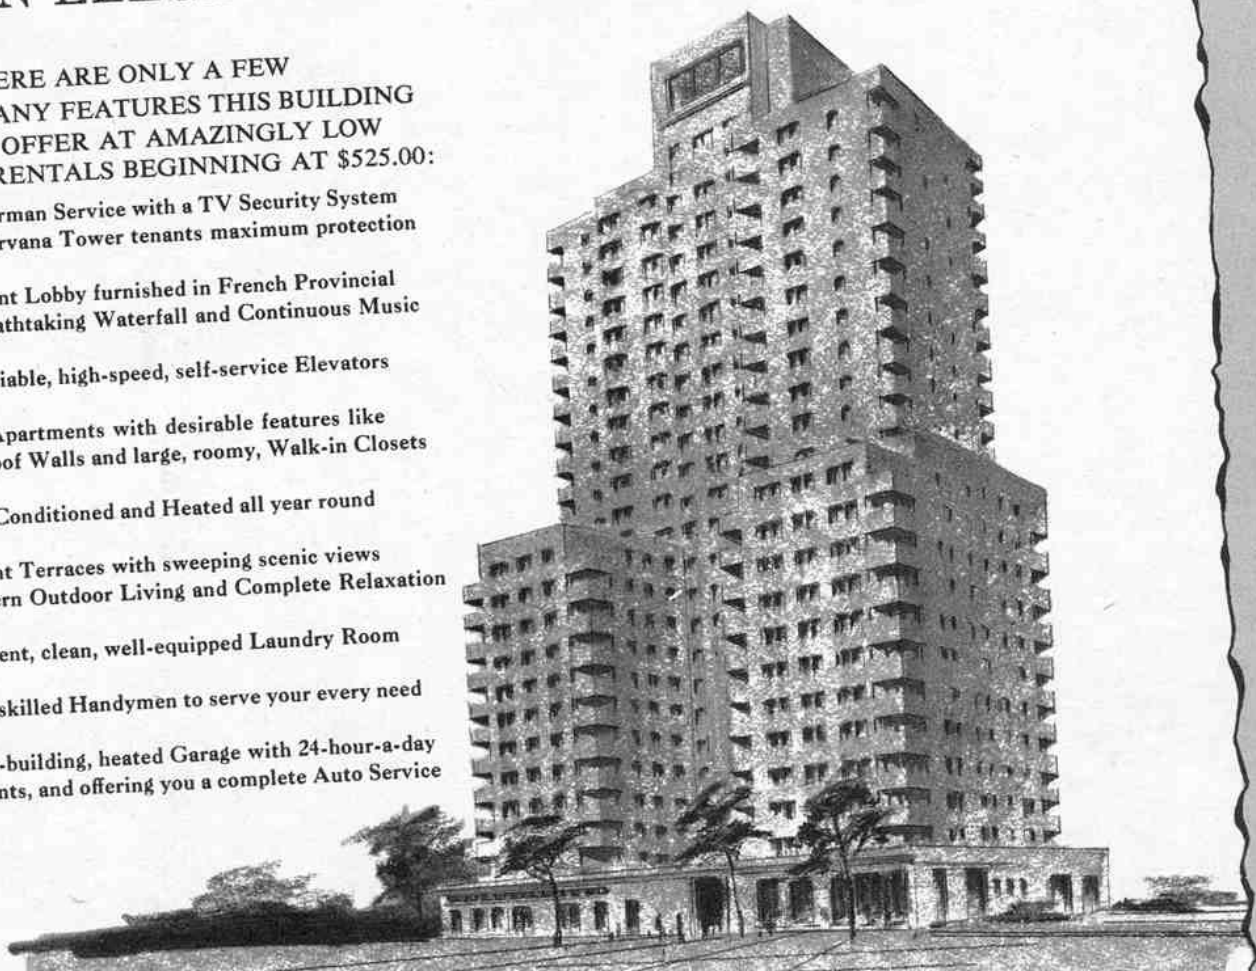 ERE ARE ONLY A FEW
ANY FEATURES THIS BUILDING
OFFER AT AMAZINGLY LOW
RENTALS BEGINNING AT $525.00:
rman Service with a TV Security System
rvana Tower tenants maximum protection
nt Lobby furnished in French Provincial
athtaking Waterfall and Continuous Music
iable, high-speed, self-service Elevators
Apartments with desirable features like
oof Walls and large, roomy, Walk-in Closets
Conditioned and Heated all year round
nt Terraces with sweeping scenic views
ern Outdoor Living and Complete Relaxation
ent, clean, well-equipped Laundry Room
skilled Handymen to serve your every need
-building, heated Garage with 24-hour-a-day
nts, and offering you a complete Auto Service